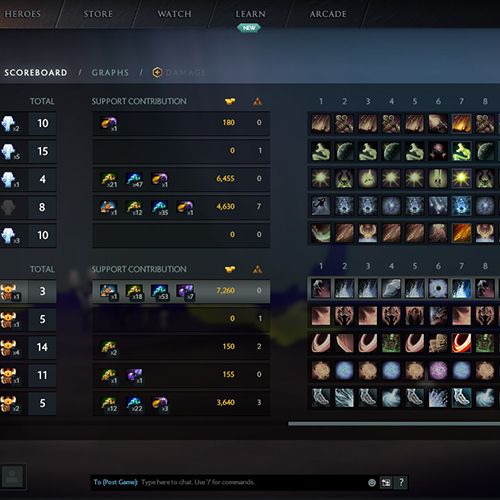 HEROES STORE WATCH LEARN ARCADE
NEW
SCOREBOARD / GRAPHS / DAMAGE
TOTAL SUPPORT CONTRIBUTION 1 2 3 4 5 6 7 8
x2 10 x1 180 0
x5 15 0 1
x1 4 x21 x47 x1 6,455 0
8 x1 x12 x35 x1 4,630 7
x3 10 0 0
TOTAL SUPPORT CONTRIBUTION 1 2 3 4 5 6 7 8
x1 3 x1 x18 x53 x7 7,260 0
5 0 1
x4 14 x2 150 2
11 x1 x1 155 0
x2 5 x12 x22 x3 3,640 3
To (Post Game): Type here to chat. Use '/' for commands. ?